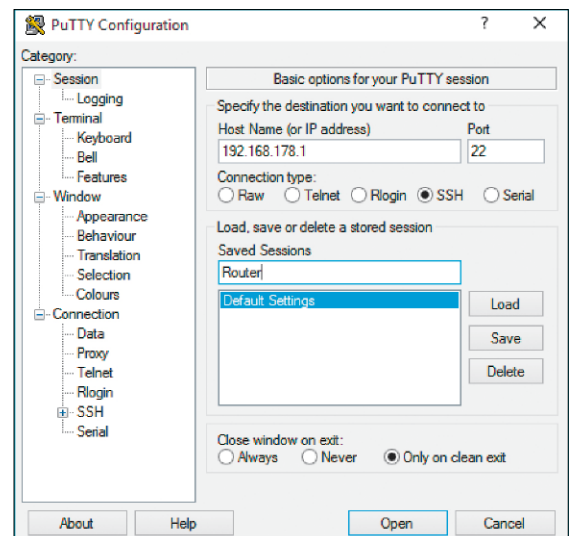 PuTTY Configuration ? ×
Category:
Session
Logging
Terminal
Keyboard
Bell
Features
Window
Appearance
Behaviour
Translation
Selection
Colours
Connection
Data
Proxy
Telnet
Rlogin
SSH
Serial
Basic options for your PuTTY session
Specify the destination you want to connect to
Host Name (or IP address) Port
192.168.178.1 22
Connection type:
Raw Telnet Rlogin SSH Serial
Load, save or delete a stored session
Saved Sessions
Router
Default Settings
Load
Save
Delete
Close window on exit:
Always Never Only on clean exit
About Help Open Cancel